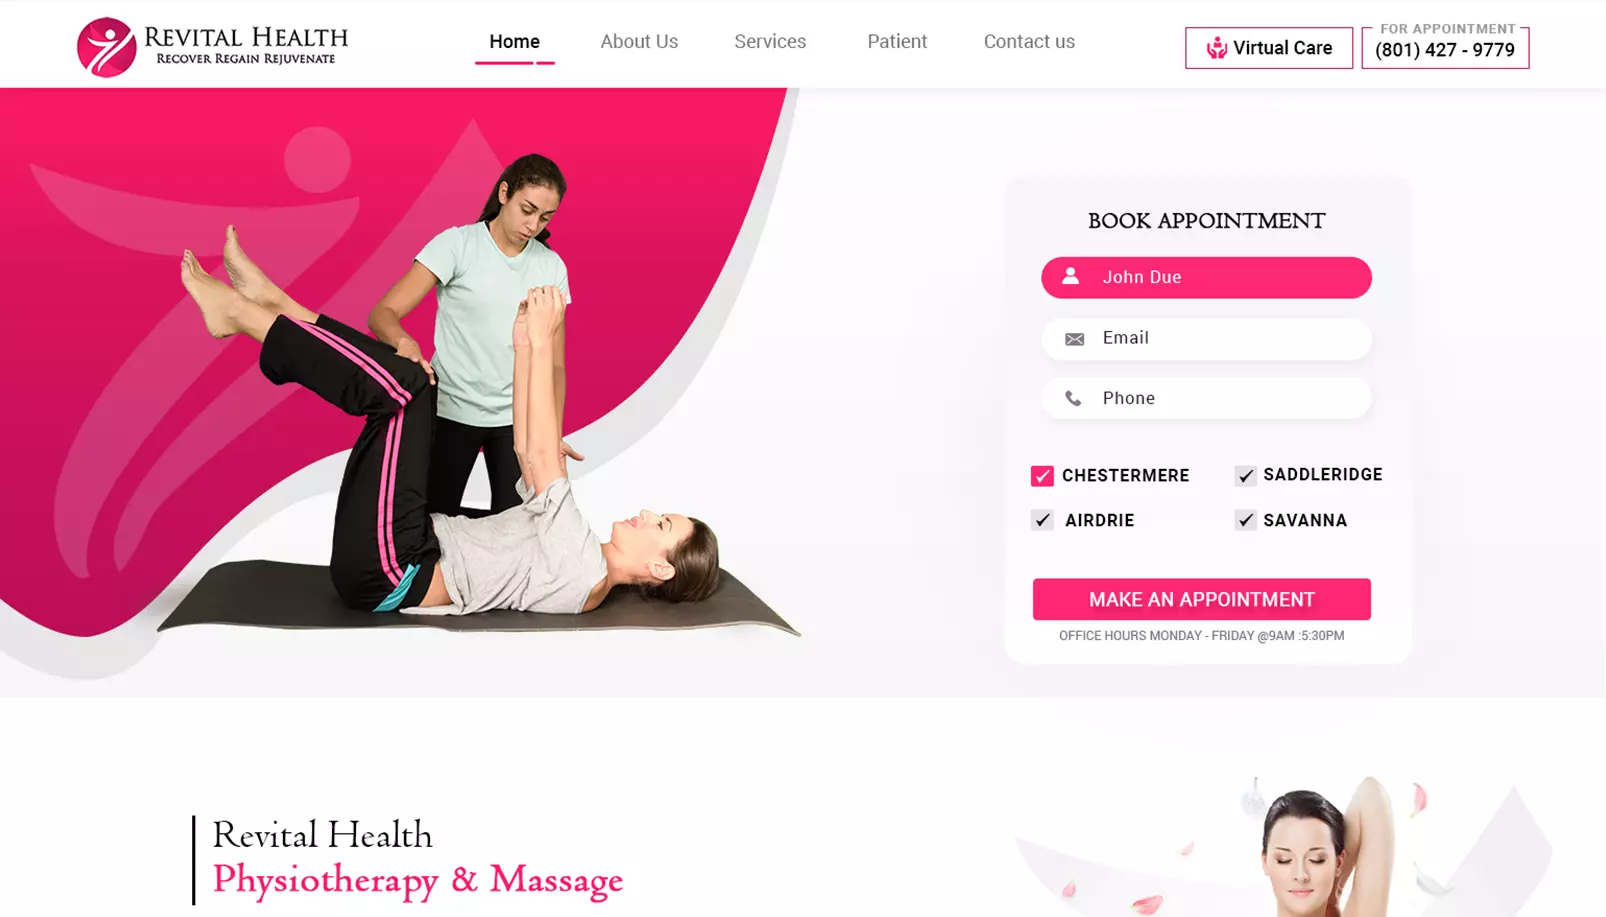 REVITAL HEALTH
RECOVER REGAIN REJUVENATE
Home
About Us
Services
Patient
Contact us
Virtual Care
FOR APPOINTMENT
(801) 427 - 9779
BOOK APPOINTMENT
John Due
Email
Phone
CHESTERMERE
SADDLERIDGE
AIRDRIE
SAVANNA
MAKE AN APPOINTMENT
OFFICE HOURS MONDAY - FRIDAY @9AM :5:30PM
Revital Health
Physiotherapy & Massage